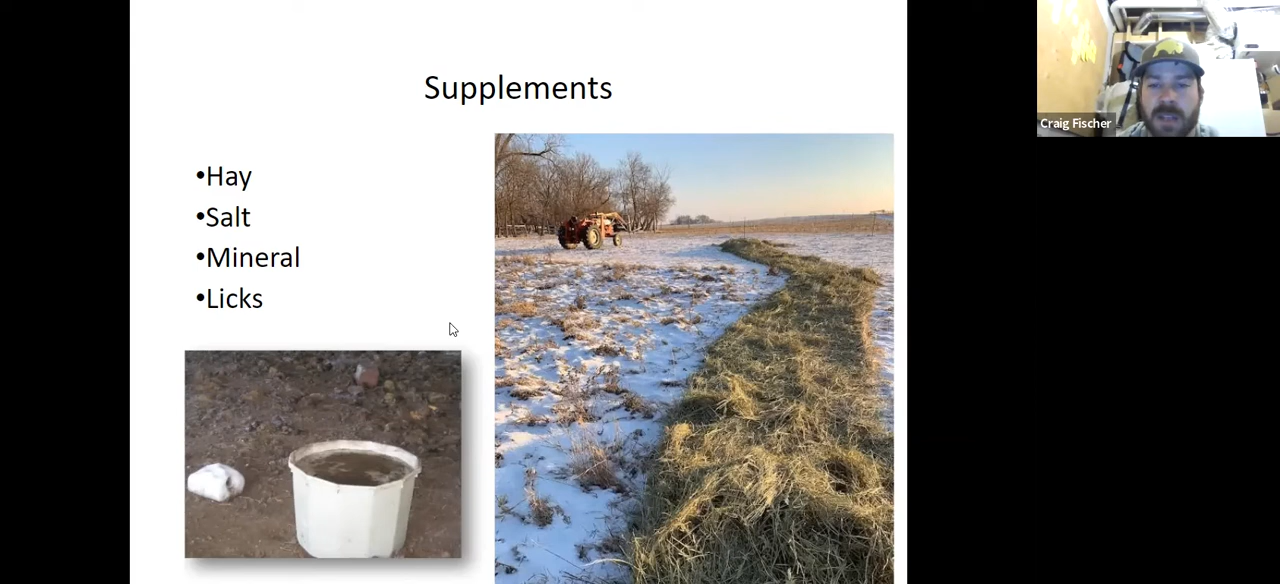 Supplements
•Hay
•Salt
•Mineral
•Licks
Craig Fischer